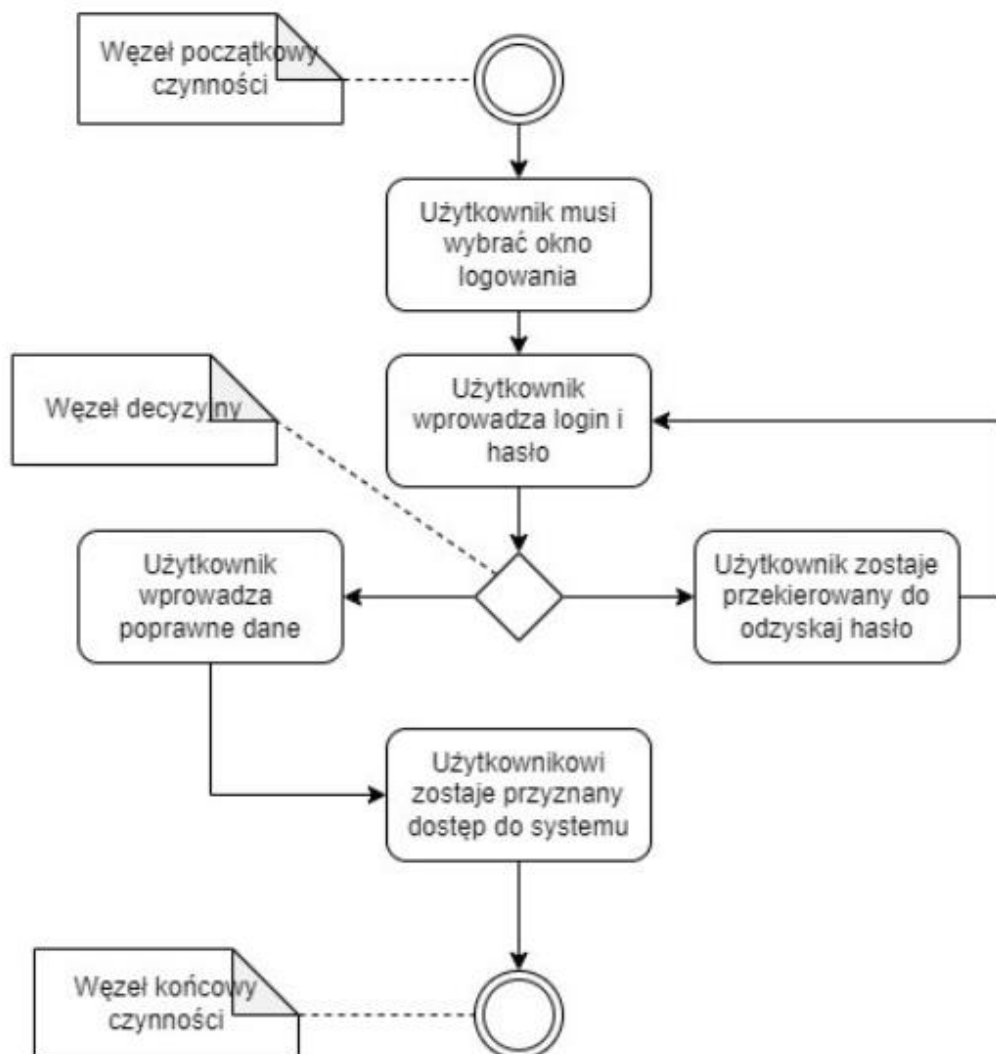 Węzeł początkowy
czynności
Użytkownik musi
wybrać okno
logowania
Użytkownik
wprowadza login i
hasło
Węzeł decyzyjny
Użytkownik
wprowadza
poprawne dane
Użytkownik zostaje
przekierowany do
odzyskaj hasło
Użytkownikowi
zostaje przyznany
dostęp do systemu
Węzeł końcowy
czynności